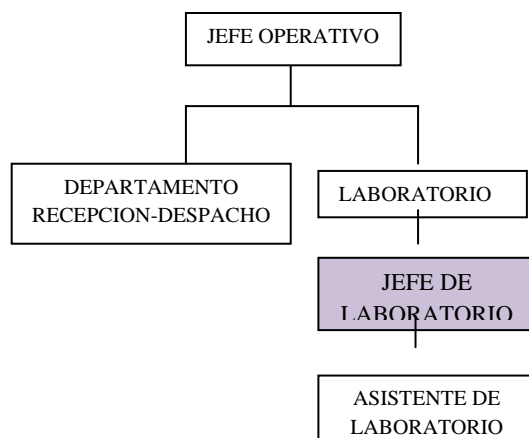 JEFE OPERATIVO
DEPARTAMENTO
RECEPCION-DESPACHO
LABORATORIO
JEFE DE
LABORATORIO
ASISTENTE DE
LABORATORIO